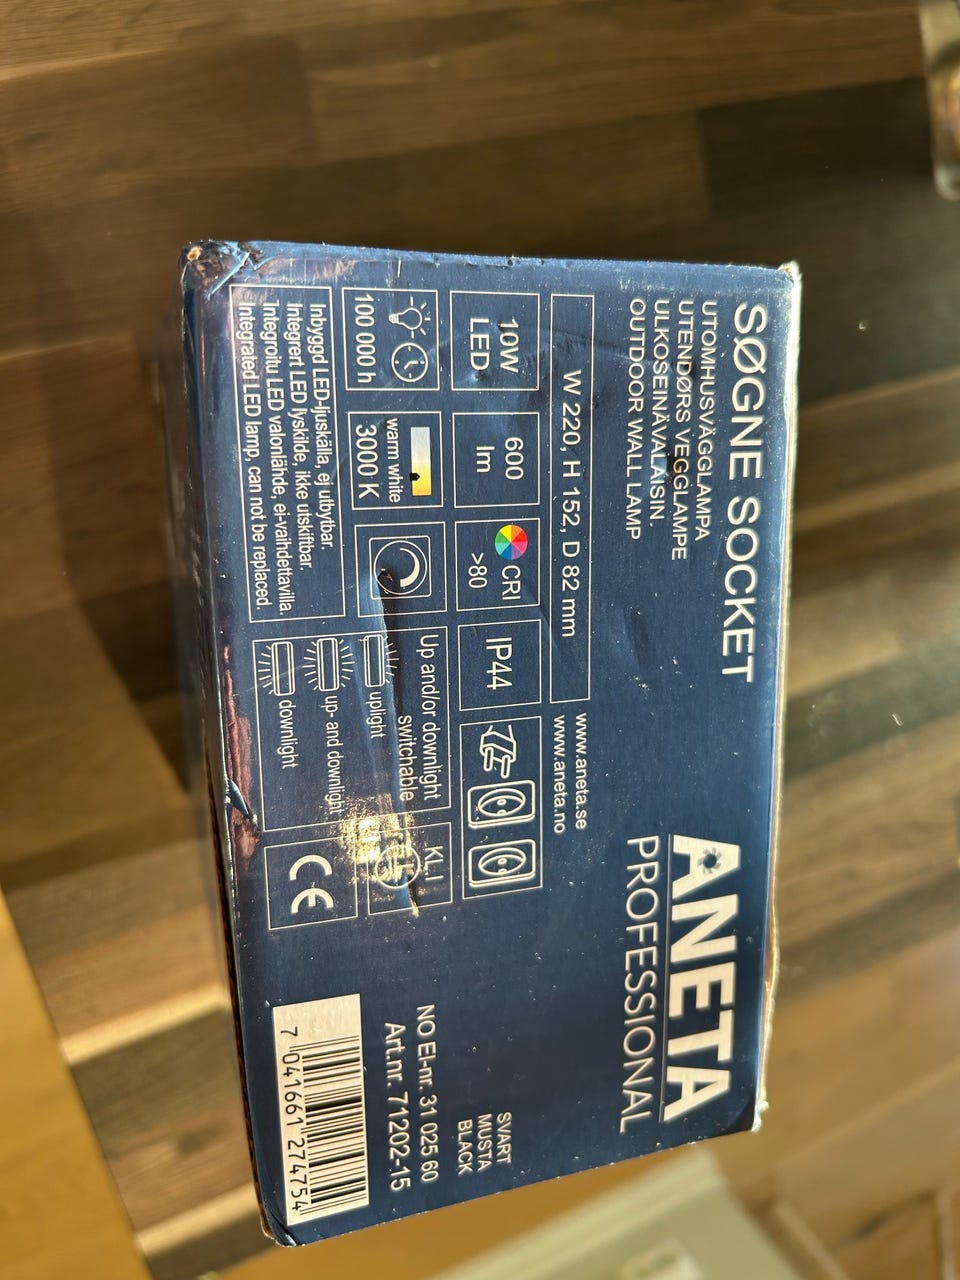 SØGNE SOCKET
UTOMHUSVÄGGLAMPA
UTENDØRS VEGGLAMPE
ULKOSEINÄVALAISIN.
OUTDOOR WALL LAMP
ANETA
PROFESSIONAL
W 220, H 152, D 82 mm
www.aneta.se
www.aneta.no
10W
LED
600
lm
CRI
>80
IP44
100 000 h
warm white
3000 K
Up and/or downlight
switchable
uplight
up- and downlight
downlight
KL.I
CE
Inbyggd LED-ljuskälla, ej utbytbar.
Integrert LED lyskilde, ikke utskiftbar.
Integroitu LED valonlähde, ei-vaihdettavilla.
Integrated LED lamp, can not be replaced.
SVART
MUSTA
BLACK
NO El-nr. 31 025 60
Art.nr. 71202-15
7 041661 274754